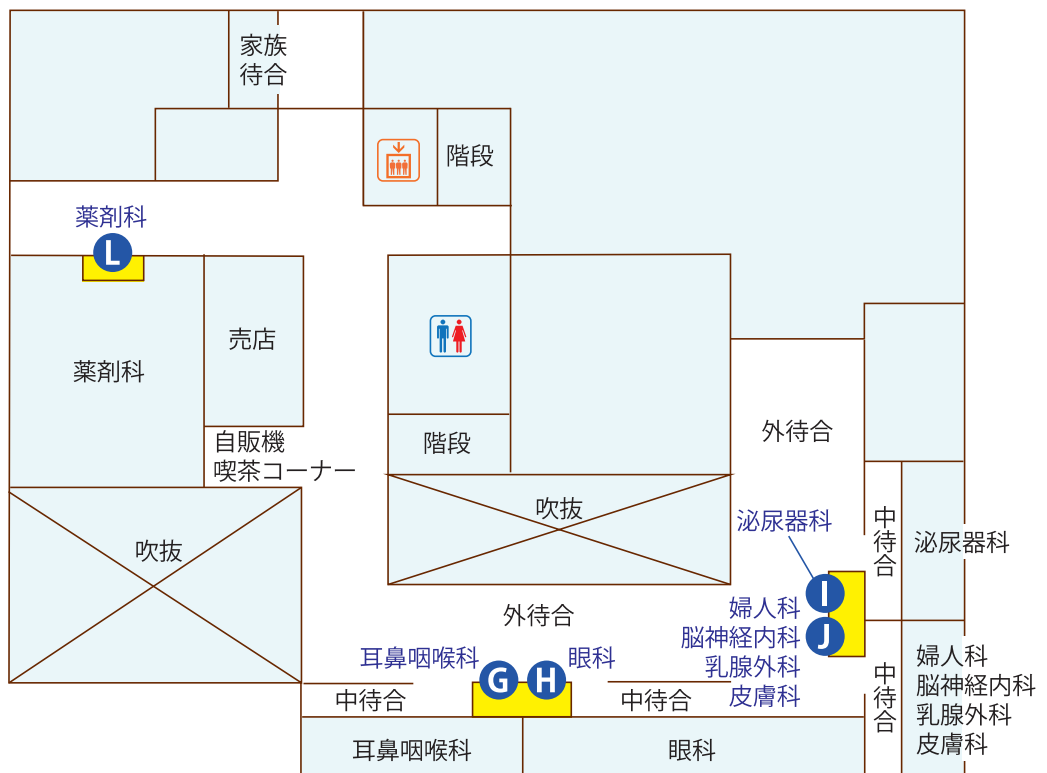 家族
待合
階段
薬剤科
L
売店
薬剤科
自販機
喫茶コーナー
階段
外待合
吹抜
吹抜
泌尿器科
中待合
泌尿器科
I
外待合
婦人科
脳神経内科
乳腺外科
皮膚科
J
耳鼻咽喉科
G
H
眼科
中待合
中待合
中待合
婦人科
脳神経内科
乳腺外科
皮膚科
耳鼻咽喉科
眼科